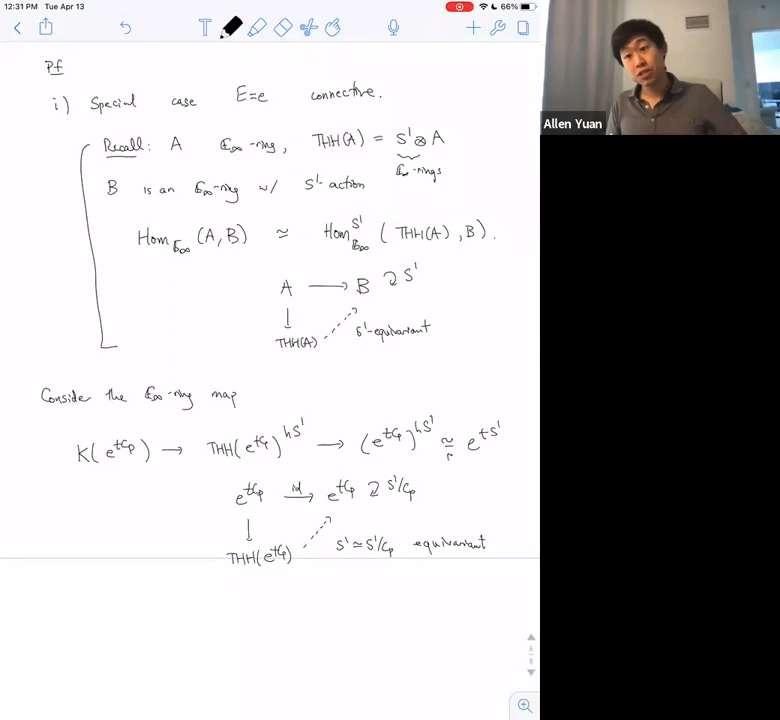 12:31 PM Tue Apr 13
66%
Pf
i) Special case E=e connective.
Recall: A E∞-ring, THH(A) = S¹⊗A
E∞-rings
B is an E∞-ring w/ S¹-action
Hom_{E∞}(A,B) ≃ Hom^{S¹}_{E∞}(THH(A), B).
A ⟶ B ↻ S¹
↓
THH(A) S¹-equivariant
Consider the E∞-ring map
K(e^{tCp}) → THH(e^{tCp})^{hS¹} → (e^{tCp})^{hS¹} ≃ e^{tS¹}
e^{tCp} id→ e^{tCp} ↻ S¹/Cp
↓
THH(e^{tCp}) S¹≃S¹/Cp equivariant
Allen Yuan